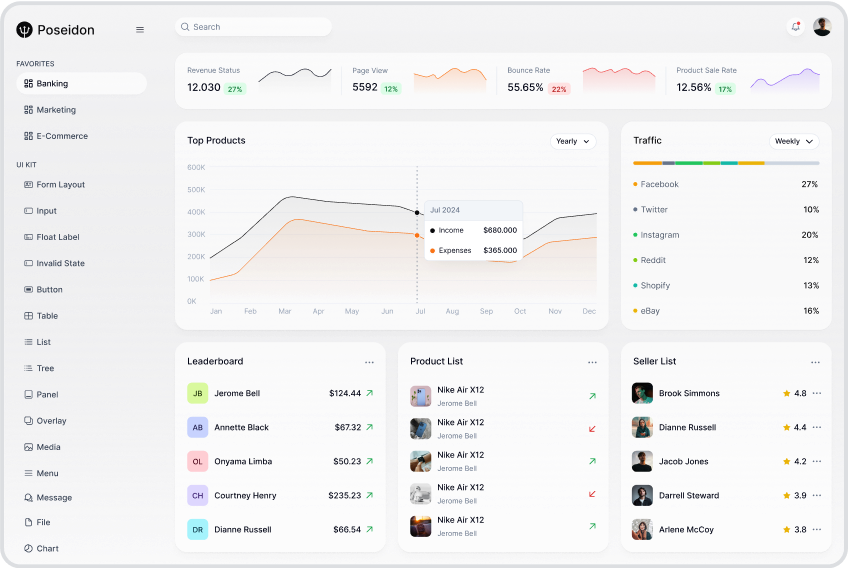 Poseidon
Search
FAVORITES
Banking
Marketing
E-Commerce
UI KIT
Form Layout
Input
Float Label
Invalid State
Button
Table
List
Tree
Panel
Overlay
Media
Menu
Message
File
Chart
Revenue Status
12.030 27%
Page View
5592 12%
Bounce Rate
55.65% 22%
Product Sale Rate
12.56% 17%
Top Products Yearly
600K
500K
400K
300K
200K
100K
0K
Jan Feb Mar Apr May Jun Jul Aug Sep Oct Nov Dec
Jul 2024
Income $680.000
Expenses $365.000
Traffic Weekly
Facebook 27%
Twitter 10%
Instagram 20%
Reddit 12%
Shopify 13%
eBay 16%
Leaderboard
JB Jerome Bell $124.44
AB Annette Black $67.32
OL Onyama Limba $50.23
CH Courtney Henry $235.23
DR Dianne Russell $66.54
Product List
Nike Air X12
Jerome Bell
Nike Air X12
Jerome Bell
Nike Air X12
Jerome Bell
Nike Air X12
Jerome Bell
Nike Air X12
Jerome Bell
Seller List
Brook Simmons 4.8
Dianne Russell 4.4
Jacob Jones 4.2
Darrell Steward 3.9
Arlene McCoy 3.8